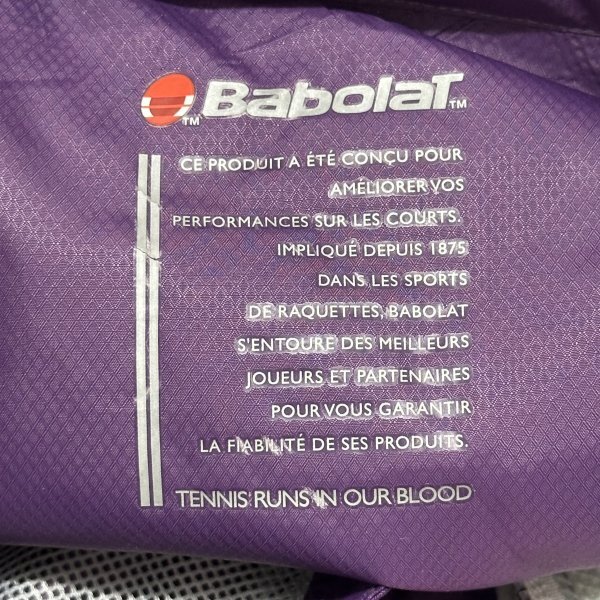 BaboLaT™
™
CE PRODUIT A ÉTÉ CONÇU POUR
AMÉLIORER VOS
PERFORMANCES SUR LES COURTS.
IMPLIQUÉ DEPUIS 1875
DANS LES SPORTS
DE RAQUETTES, BABOLAT
S'ENTOURE DES MEILLEURS
JOUEURS ET PARTENAIRES
POUR VOUS GARANTIR
LA FIABILITÉ DE SES PRODUITS.
TENNIS RUNS IN OUR BLOOD